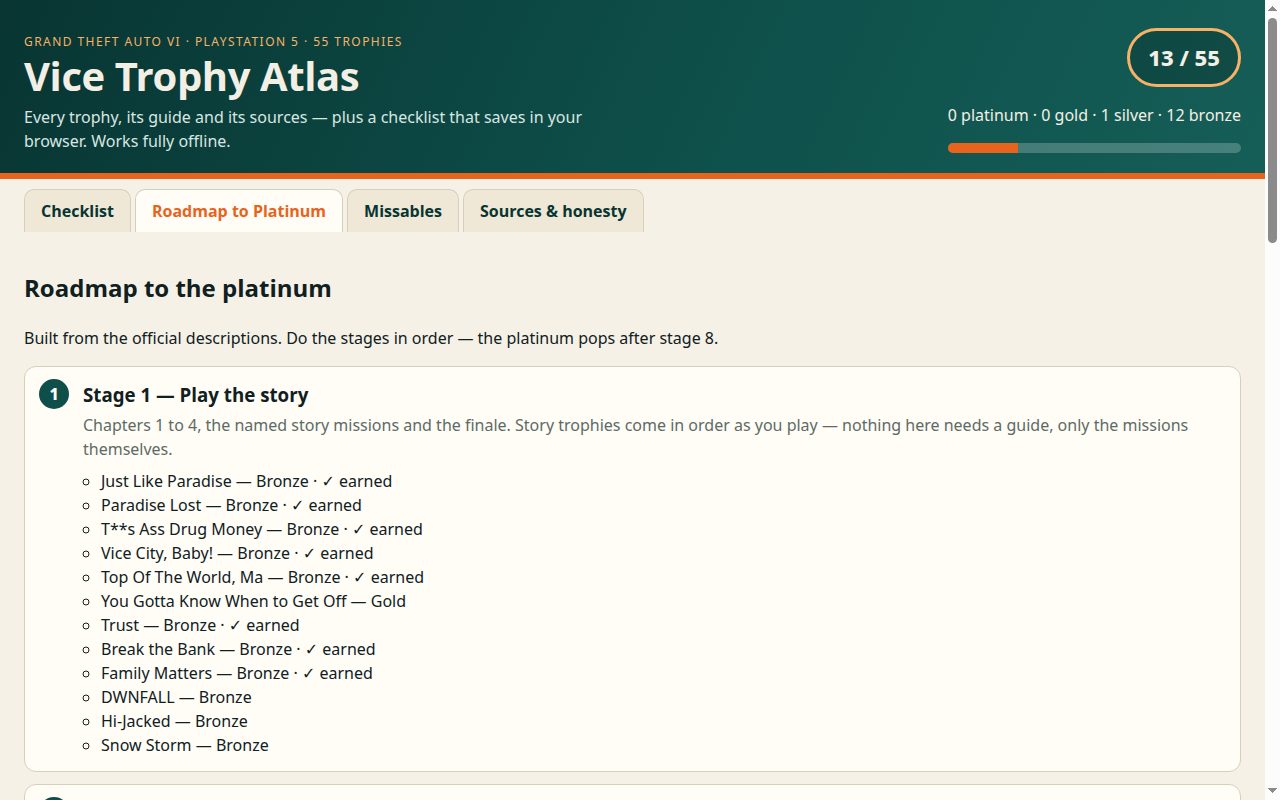 GRAND THEFT AUTO VI · PLAYSTATION 5 · 55 TROPHIES
Vice Trophy Atlas
Every trophy, its guide and its sources — plus a checklist that saves in your
browser. Works fully offline.
13 / 55
0 platinum · 0 gold · 1 silver · 12 bronze
Checklist
Roadmap to Platinum
Missables
Sources & honesty
Roadmap to the platinum
Built from the official descriptions. Do the stages in order — the platinum pops after stage 8.
1
Stage 1 — Play the story
Chapters 1 to 4, the named story missions and the finale. Story trophies come in order as you play — nothing here needs a guide, only the missions
themselves.
Just Like Paradise — Bronze · ✓ earned
Paradise Lost — Bronze · ✓ earned
T**s Ass Drug Money — Bronze · ✓ earned
Vice City, Baby! — Bronze · ✓ earned
Top Of The World, Ma — Bronze · ✓ earned
You Gotta Know When to Get Off — Gold
Trust — Bronze · ✓ earned
Break the Bank — Bronze · ✓ earned
Family Matters — Bronze · ✓ earned
DWNFALL — Bronze
Hi-Jacked — Bronze
Snow Storm — Bronze